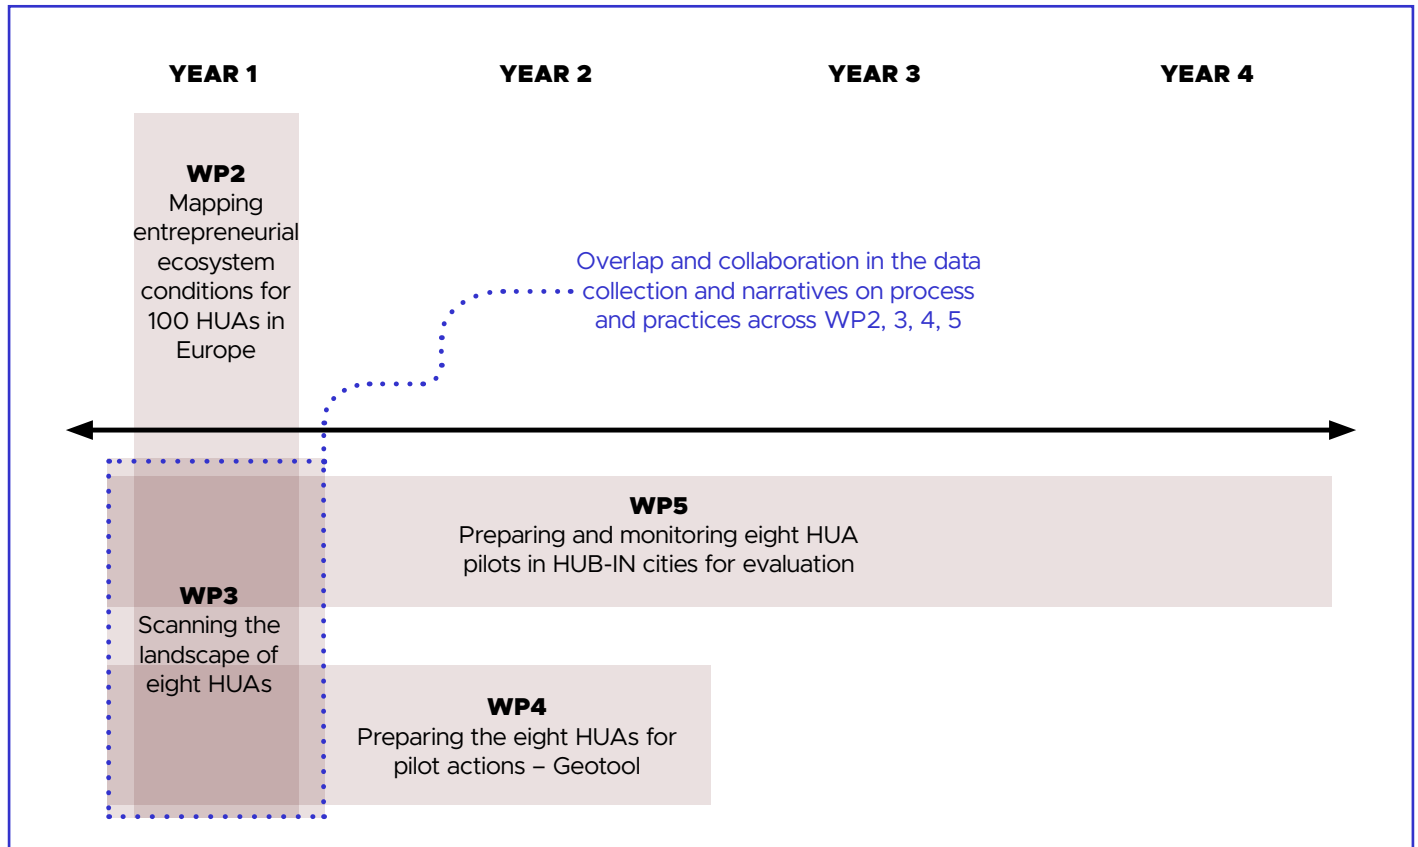 YEAR 1
YEAR 2
YEAR 3
YEAR 4
WP2
Mapping
entrepreneurial
ecosystem
conditions for
100 HUAs in
Europe
Overlap and collaboration in the data
collection and narratives on process
and practices across WP2, 3, 4, 5
WP5
Preparing and monitoring eight HUA
pilots in HUB-IN cities for evaluation
WP3
Scanning the
landscape of
eight HUAs
WP4
Preparing the eight HUAs for
pilot actions – Geotool